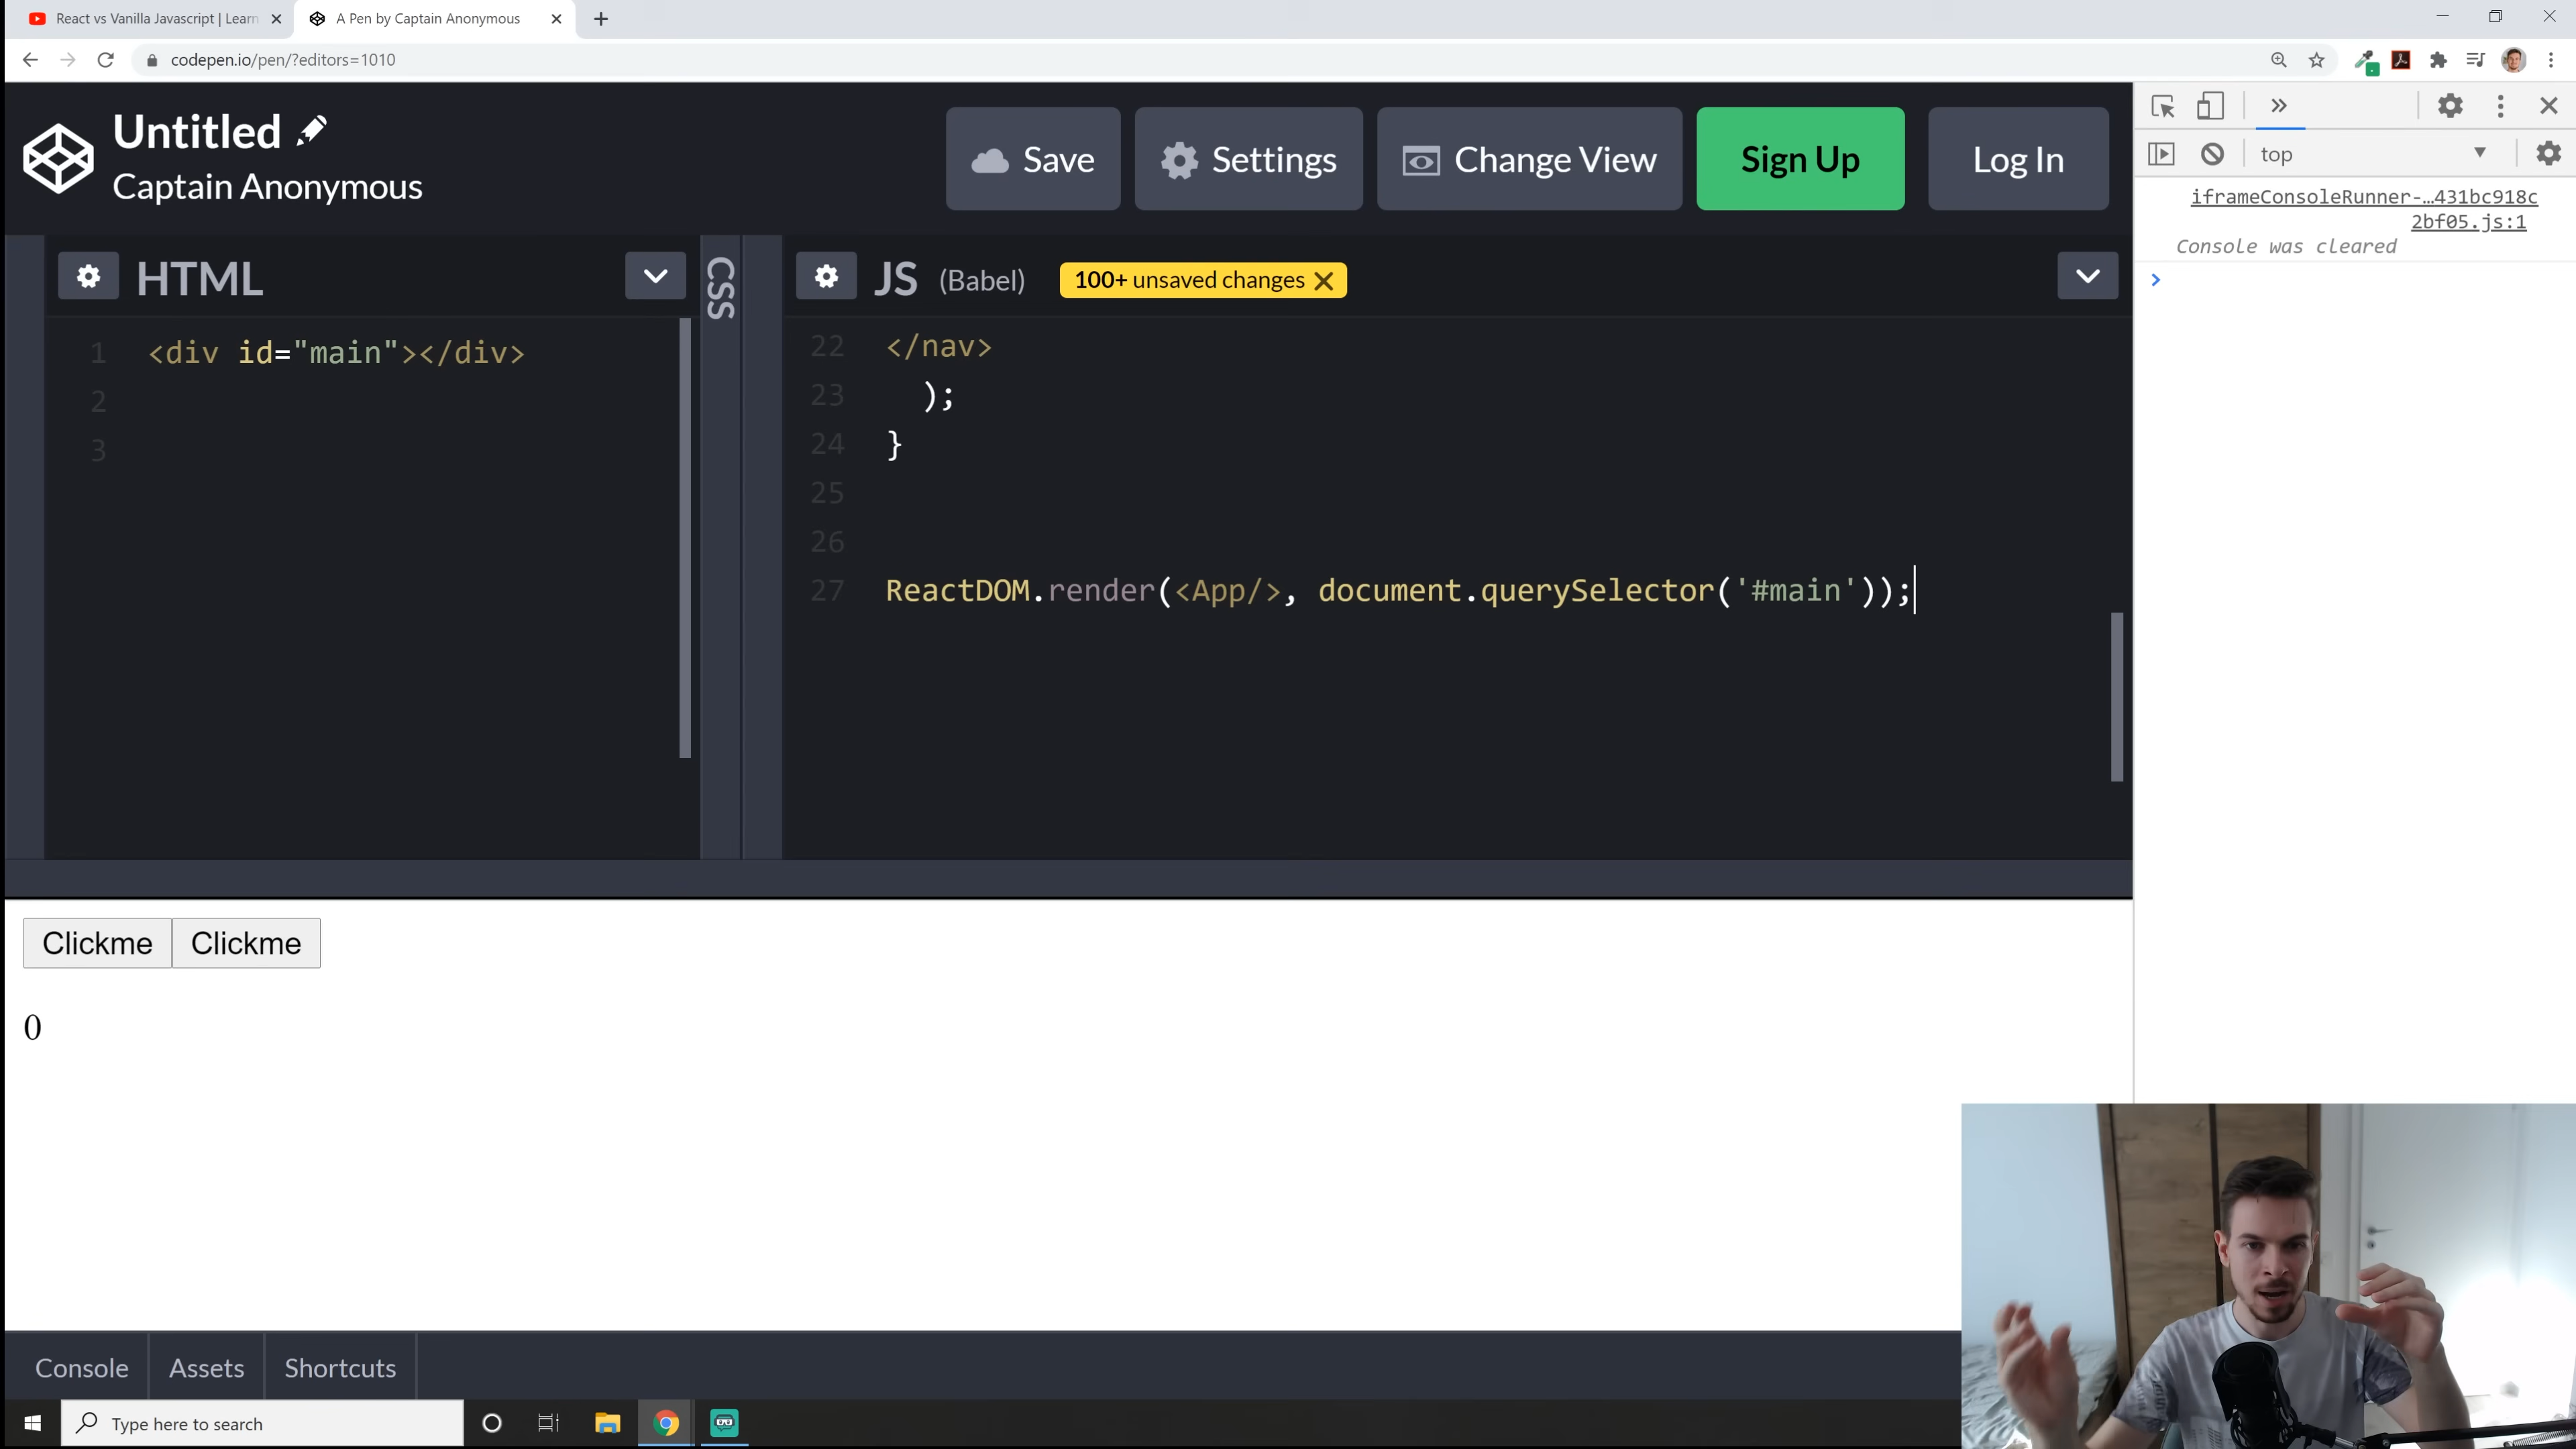 React vs Vanilla Javascript | Learn
A Pen by Captain Anonymous
codepen.io/pen/?editors=1010
Untitled
Captain Anonymous
Save
Settings
Change View
Sign Up
Log In
top
iframeConsoleRunner-…431bc918c
2bf05.js:1
Console was cleared
HTML
CSS
JS (Babel)
100+ unsaved changes
1 <div id="main"></div>
2
3
22 </nav>
23 );
24 }
25
26
27 ReactDOM.render(<App/>, document.querySelector('#main'));
Clickme Clickme
0
Console
Assets
Shortcuts
Type here to search